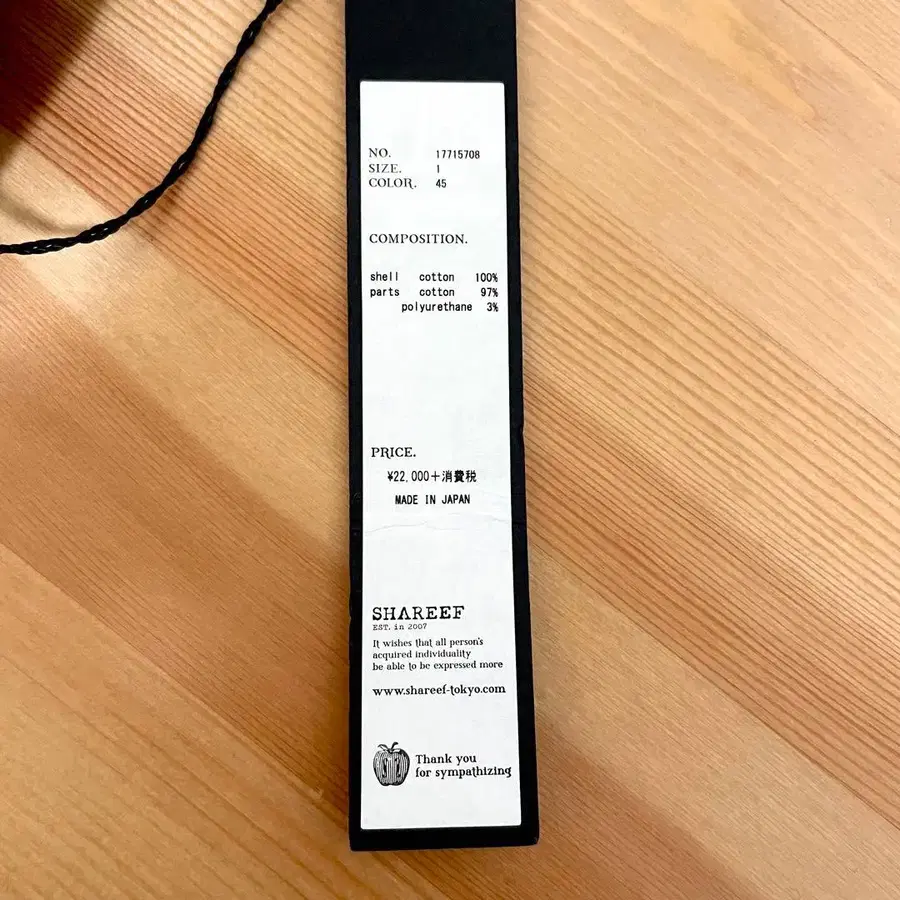 NO. 17715708
SIZE. 1
COLOR. 45
COMPOSITION.
shell cotton 100%
parts cotton 97%
polyurethane 3%
PRICE.
¥22,000+消費税
MADE IN JAPAN
SHAREEF
EST. in 2007
It wishes that all person's
acquired individuality
be able to be expressed more
www.shareef-tokyo.com
Thank you
for sympathizing